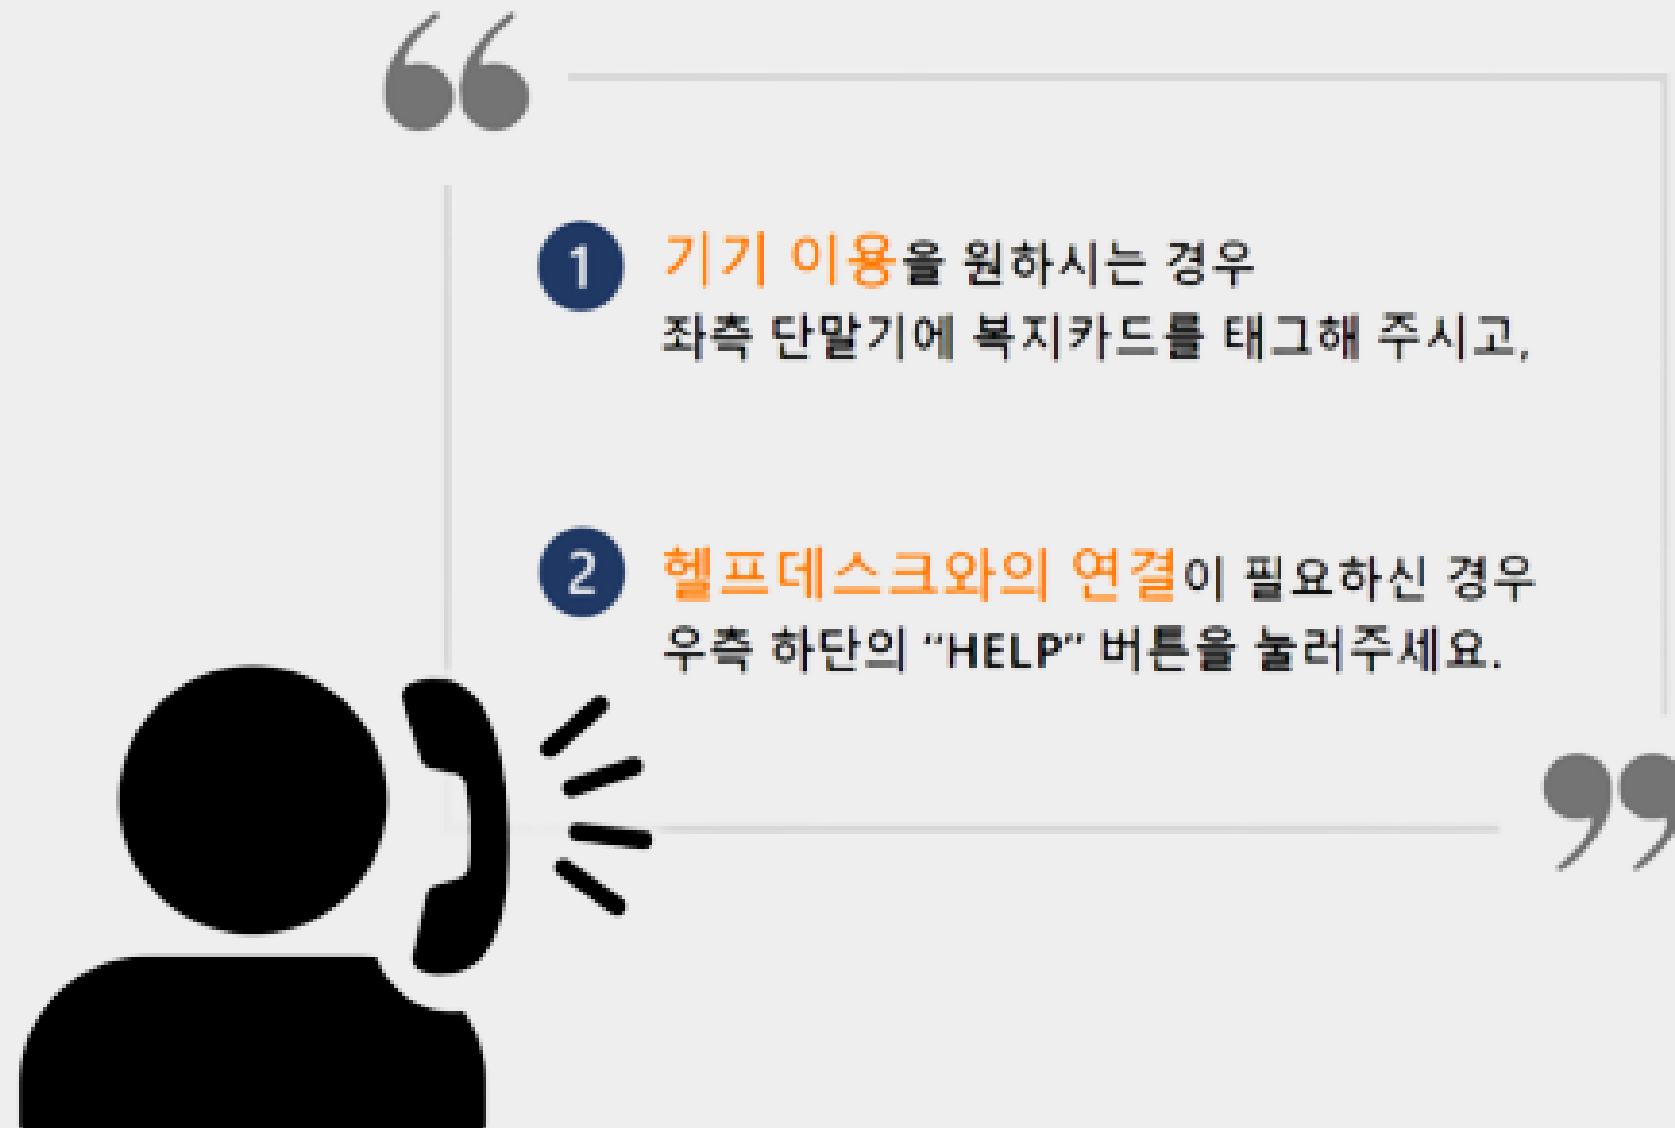 1 기기 이용을 원하시는 경우
좌측 단말기에 복지카드를 태그해 주시고,
2 헬프데스크와의 연결이 필요하신 경우
우측 하단의 “HELP” 버튼을 눌러주세요.